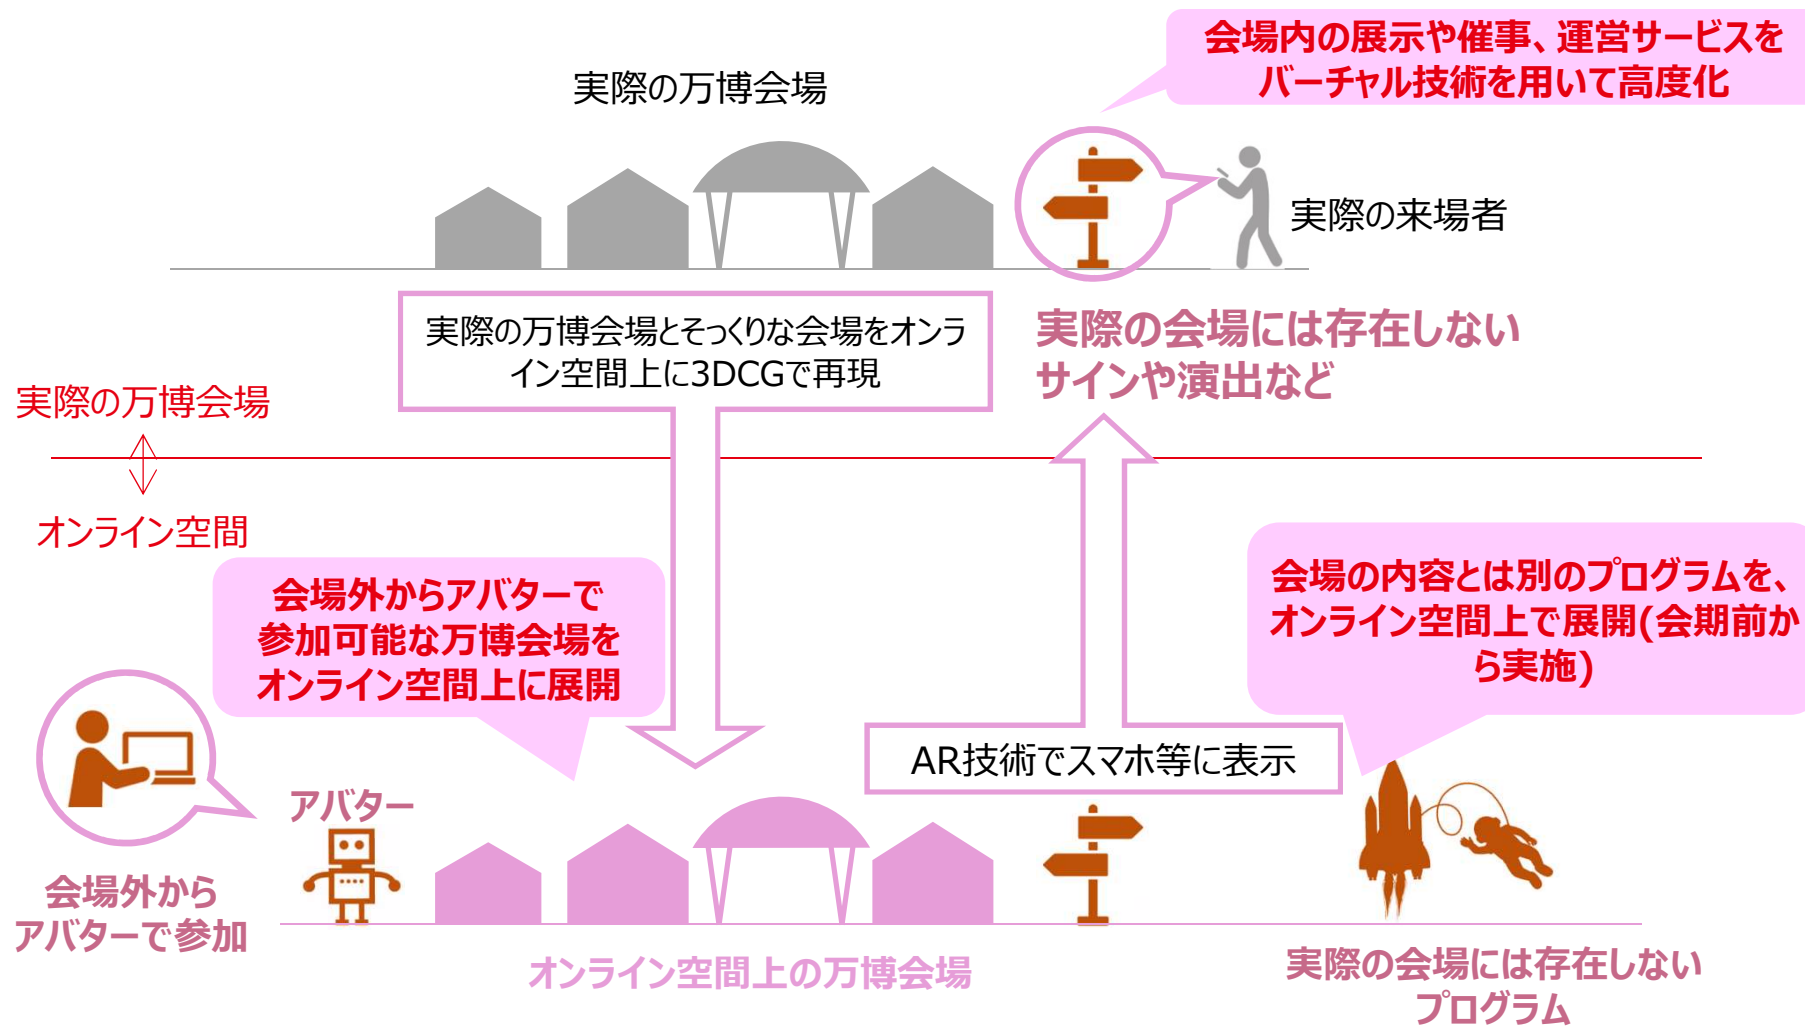 会場内の展示や催事、運営サービスを
バーチャル技術を用いて高度化
実際の万博会場
実際の来場者
実際の万博会場とそっくりな会場をオンラ
イン空間上に3DCGで再現
実際の会場には存在しない
サインや演出など
実際の万博会場
オンライン空間
会場外からアバターで
参加可能な万博会場を
オンライン空間上に展開
会場の内容とは別のプログラムを、
オンライン空間上で展開(会期前か
ら実施)
AR技術でスマホ等に表示
アバター
会場外から
アバターで参加
オンライン空間上の万博会場
実際の会場には存在しない
プログラム